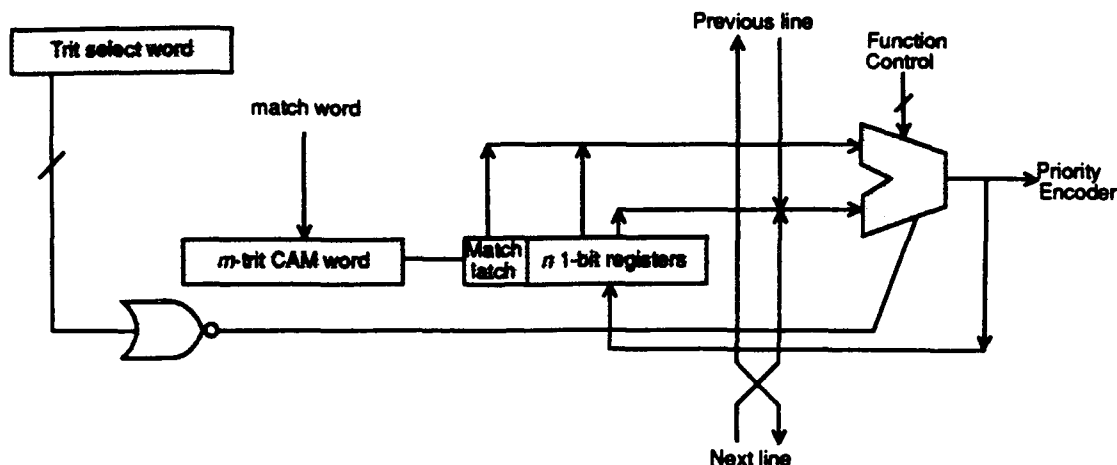 Previous line
Trit select word
Function
Control
match word
Priority
Encoder
m-trit CAM word
Match
latch
n 1-bit registers
Next line